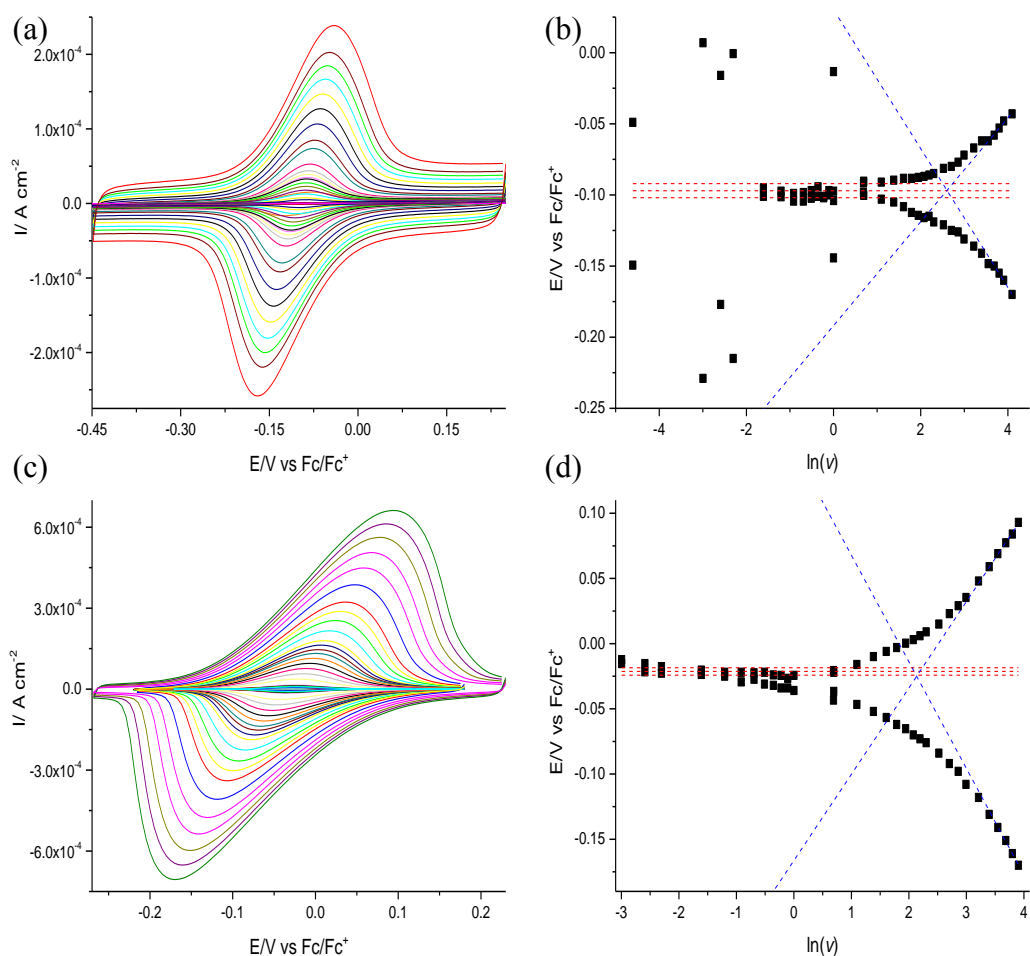 (a)
I/ A cm⁻²
2.0x10⁻⁴
1.0x10⁻⁴
0.0
-1.0x10⁻⁴
-2.0x10⁻⁴
-0.45 -0.30 -0.15 0.00 0.15
E/V vs Fc/Fc⁺
(b)
E/V vs Fc/Fc⁺
0.00
-0.05
-0.10
-0.15
-0.20
-0.25
-4 -2 0 2 4
ln(v)
(c)
I/ A cm⁻²
6.0x10⁻⁴
3.0x10⁻⁴
0.0
-3.0x10⁻⁴
-6.0x10⁻⁴
-0.2 -0.1 0.0 0.1 0.2
E/V vs Fc/Fc⁺
(d)
E/V vs Fc/Fc⁺
0.10
0.05
0.00
-0.05
-0.10
-0.15
-3 -2 -1 0 1 2 3 4
ln(v)